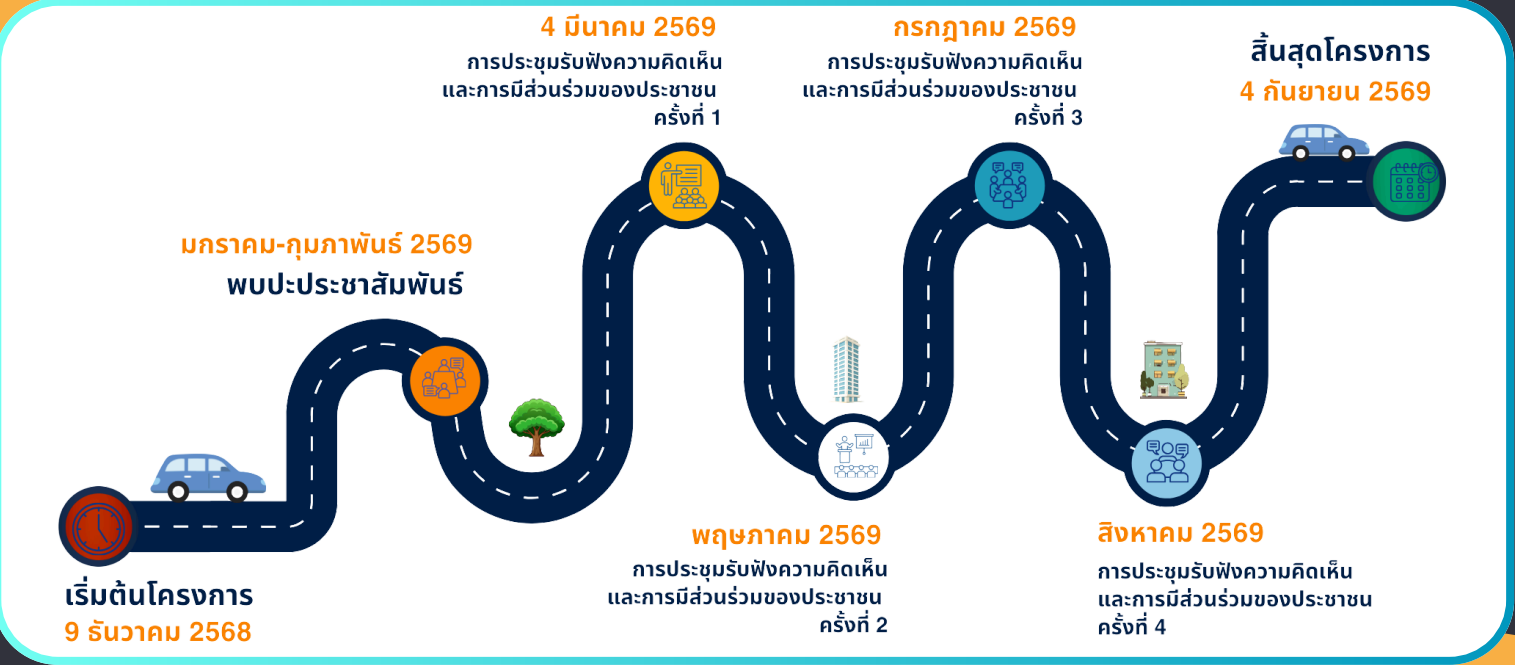 เริ่มต้นโครงการ
9 ธันวาคม 2568
มกราคม-กุมภาพันธ์ 2569
พบปะประชาสัมพันธ์
4 มีนาคม 2569
การประชุมรับฟังความคิดเห็น
และการมีส่วนร่วมของประชาชน
ครั้งที่ 1
พฤษภาคม 2569
การประชุมรับฟังความคิดเห็น
และการมีส่วนร่วมของประชาชน
ครั้งที่ 2
กรกฎาคม 2569
การประชุมรับฟังความคิดเห็น
และการมีส่วนร่วมของประชาชน
ครั้งที่ 3
สิงหาคม 2569
การประชุมรับฟังความคิดเห็น
และการมีส่วนร่วมของประชาชน
ครั้งที่ 4
สิ้นสุดโครงการ
4 กันยายน 2569